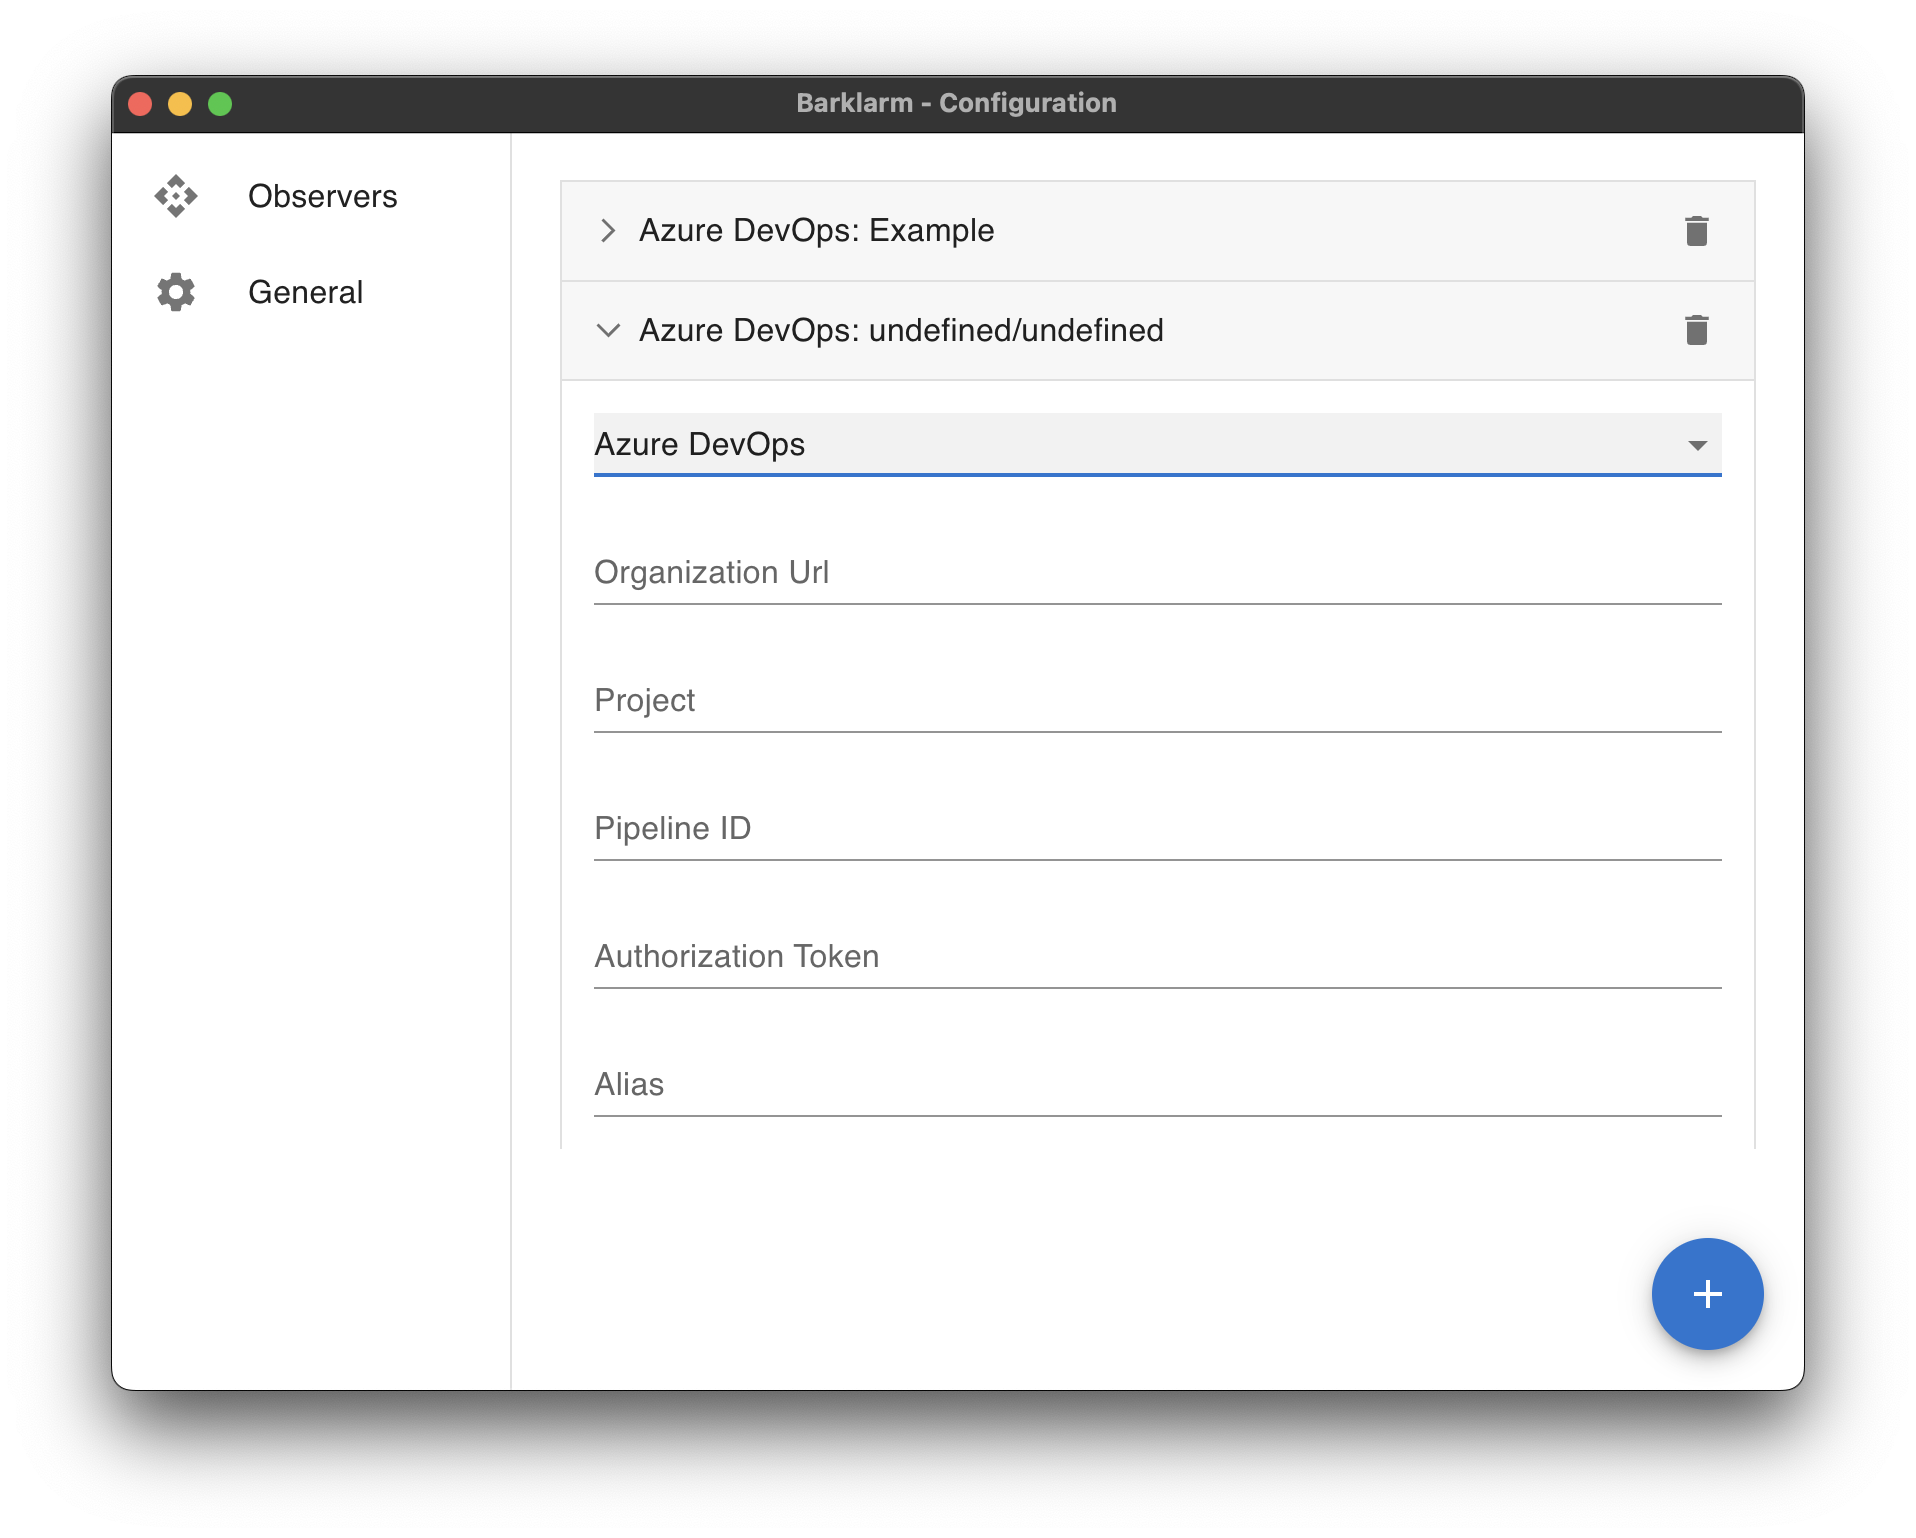 Barklarm - Configuration
Observers
General
Azure DevOps: Example
Azure DevOps: undefined/undefined
Azure DevOps
Organization Url
Project
Pipeline ID
Authorization Token
Alias